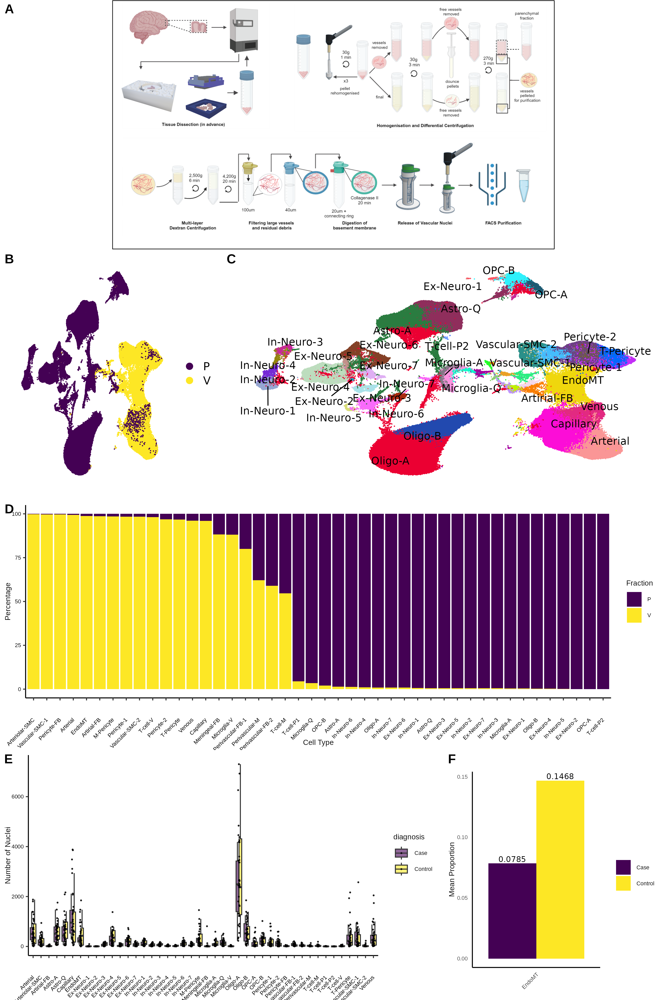 A
free vessels
removed
parenchymal
fraction
vessels
removed
30g
1 min
x3
pellet
rehomogenised
final
30g
3 min
dounce
pellets
free vessels
removed
270g
3 min
vessels
pelleted
for purification
Tissue Dissection (in advance)
Homogenisation and Differential Centrifugation
2,500g
6 min
4,200g
20 min
100um
40um
20um +
connecting ring
Collagenase II
20 min
Multi-layer
Dextran Centrifugation
Filtering large vessels
and residual debris
Digestion of
basement membrane
Release of Vascular Nuclei
FACS Purification
B
P
V
C
OPC-B
Ex-Neuro-1
OPC-A
Astro-Q
Astro-A
In-Neuro-3
Ex-Neuro-6
T-cell-P2
Vascular-SMC-2
Pericyte-2
T-Pericyte
Ex-Neuro-5
In-Neuro-4
Ex-Neuro-7
Microglia-A
Vascular-SMC-1
Pericyte-1
In-Neuro-2
EndoMT
Ex-Neuro-4
In-Neuro-7
Microglia-Q
Ex-Neuro-2
Ex-Neuro-3
Artirial-FB
Venous
In-Neuro-1
In-Neuro-5
In-Neuro-6
Capillary
Oligo-B
Arterial
Oligo-A
D
100
75
50
25
0
Percentage
Arteriolar-SMC
Vascular-SMC-1
Pericyte-FB
Arterial
EndoMT
Artirial-FB
M-Pericyte
Pericyte-1
Vascular-SMC-2
T-cell-V
Pericyte-2
T-Pericyte
Venous
Capillary
Meningeal-FB
Microglia-V
Perivascular-FB-1
Perivascular-M
Perivascular-FB-2
T-cell-M
T-cell-P1
Microglia-Q
OPC-B
Astro-A
In-Neuro-6
In-Neuro-4
Oligo-A
In-Neuro-7
Ex-Neuro-6
In-Neuro-1
Astro-Q
Ex-Neuro-3
Ex-Neuro-5
In-Neuro-2
Ex-Neuro-7
In-Neuro-3
Microglia-A
Ex-Neuro-1
Oligo-B
Ex-Neuro-4
In-Neuro-5
Ex-Neuro-2
OPC-A
T-cell-P2
Cell Type
Fraction
P
V
E
6000
4000
2000
0
Number of Nuclei
Arterial
Arteriolar-SMC
Artirial-FB
Astro-A
Astro-Q
Capillary
EndoMT
Ex-Neuro-1
Ex-Neuro-2
Ex-Neuro-3
Ex-Neuro-4
Ex-Neuro-5
Ex-Neuro-6
Ex-Neuro-7
In-Neuro-1
In-Neuro-2
In-Neuro-3
In-Neuro-4
In-Neuro-5
In-Neuro-6
In-Neuro-7
M-Pericyte
Meningeal-FB
Microglia-A
Microglia-Q
Microglia-V
Oligo-A
Oligo-B
OPC-A
OPC-B
Pericyte-1
Pericyte-2
Pericyte-FB
vascular-FB-1
vascular-FB-2
erivascular-M
T-cell-M
T-cell-P1
T-cell-P2
T-cell-V
T-Pericyte
scular-SMC-1
scular-SMC-2
Venous
diagnosis
Case
Control
F
0.15
0.10
0.05
0.00
Mean Proportion
0.0785
0.1468
EndoMT
Case
Control